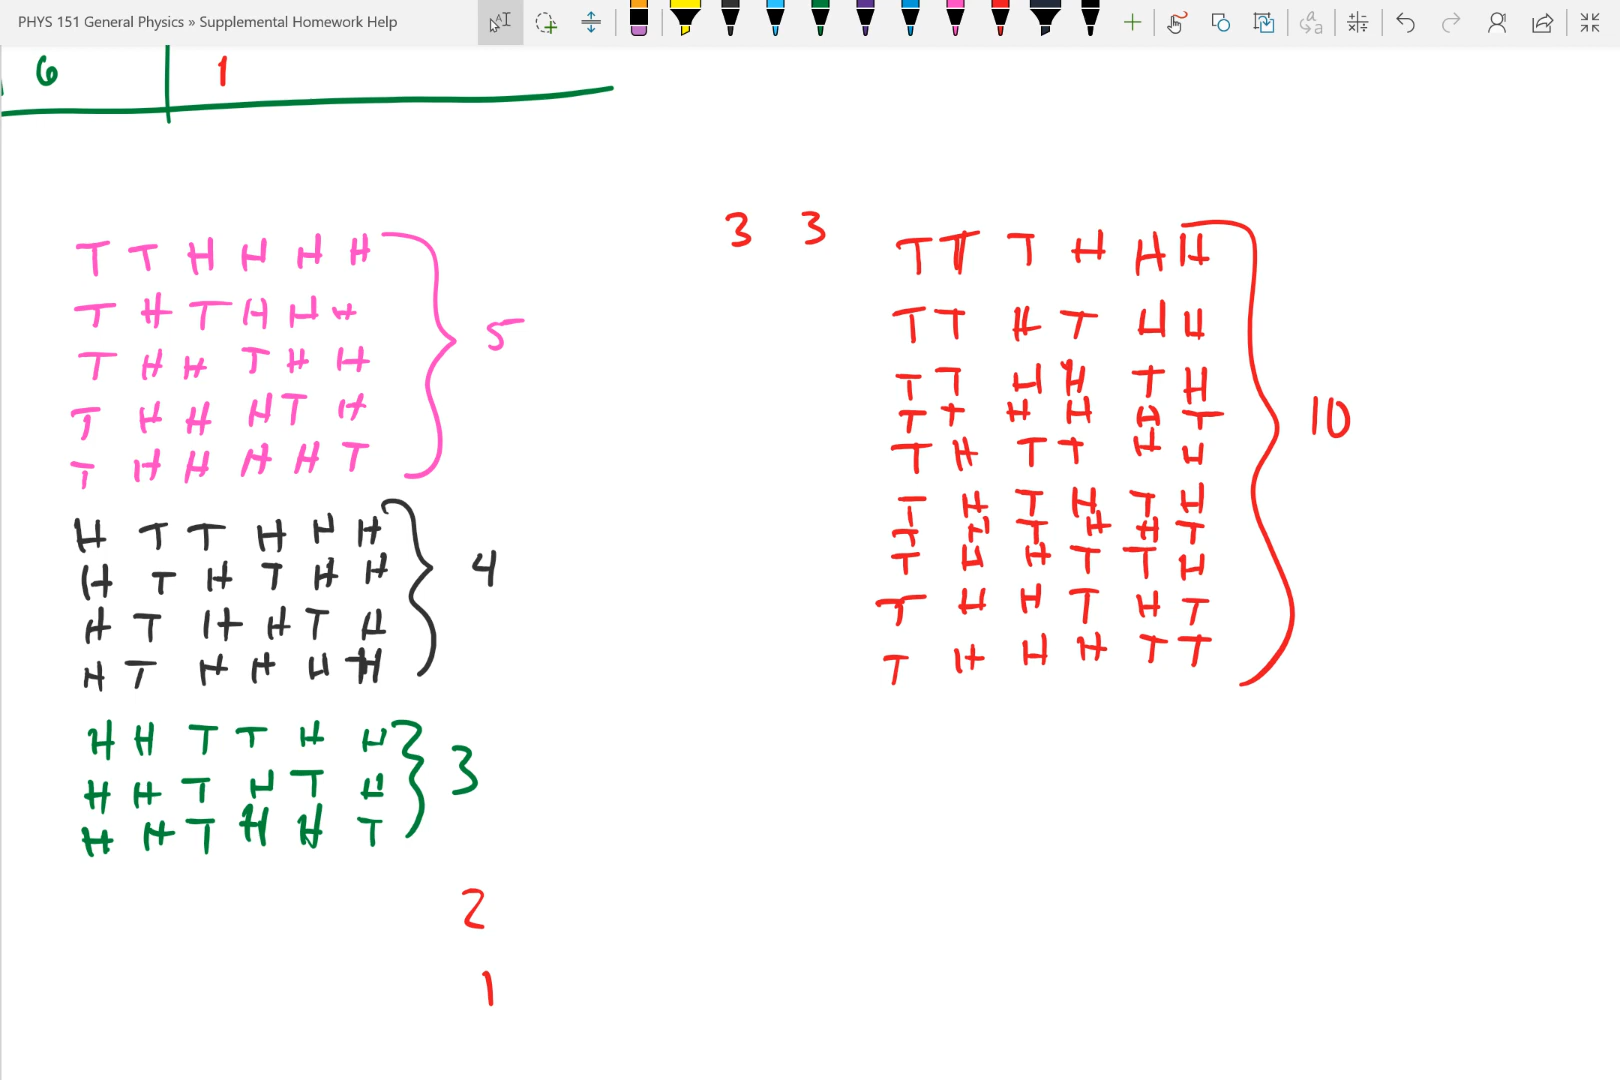 PHYS 151 General Physics » Supplemental Homework Help
6 1
T T H H H H
T H T H H H
T H H T H H
T H H H T H
T H H H H T
5
H T T H H H
H T H T H H
H T H H T H
H T H H H H
4
H H T T H H
H H T H T H
H H T H H T
3
2
1
3 3
T T T H H H
T T H T H H
T T H H T H
T T H H H T
T H T T H H
T H T H T H
T H T H H T
T H H T T H
T H H T H T
T H H H T T
10